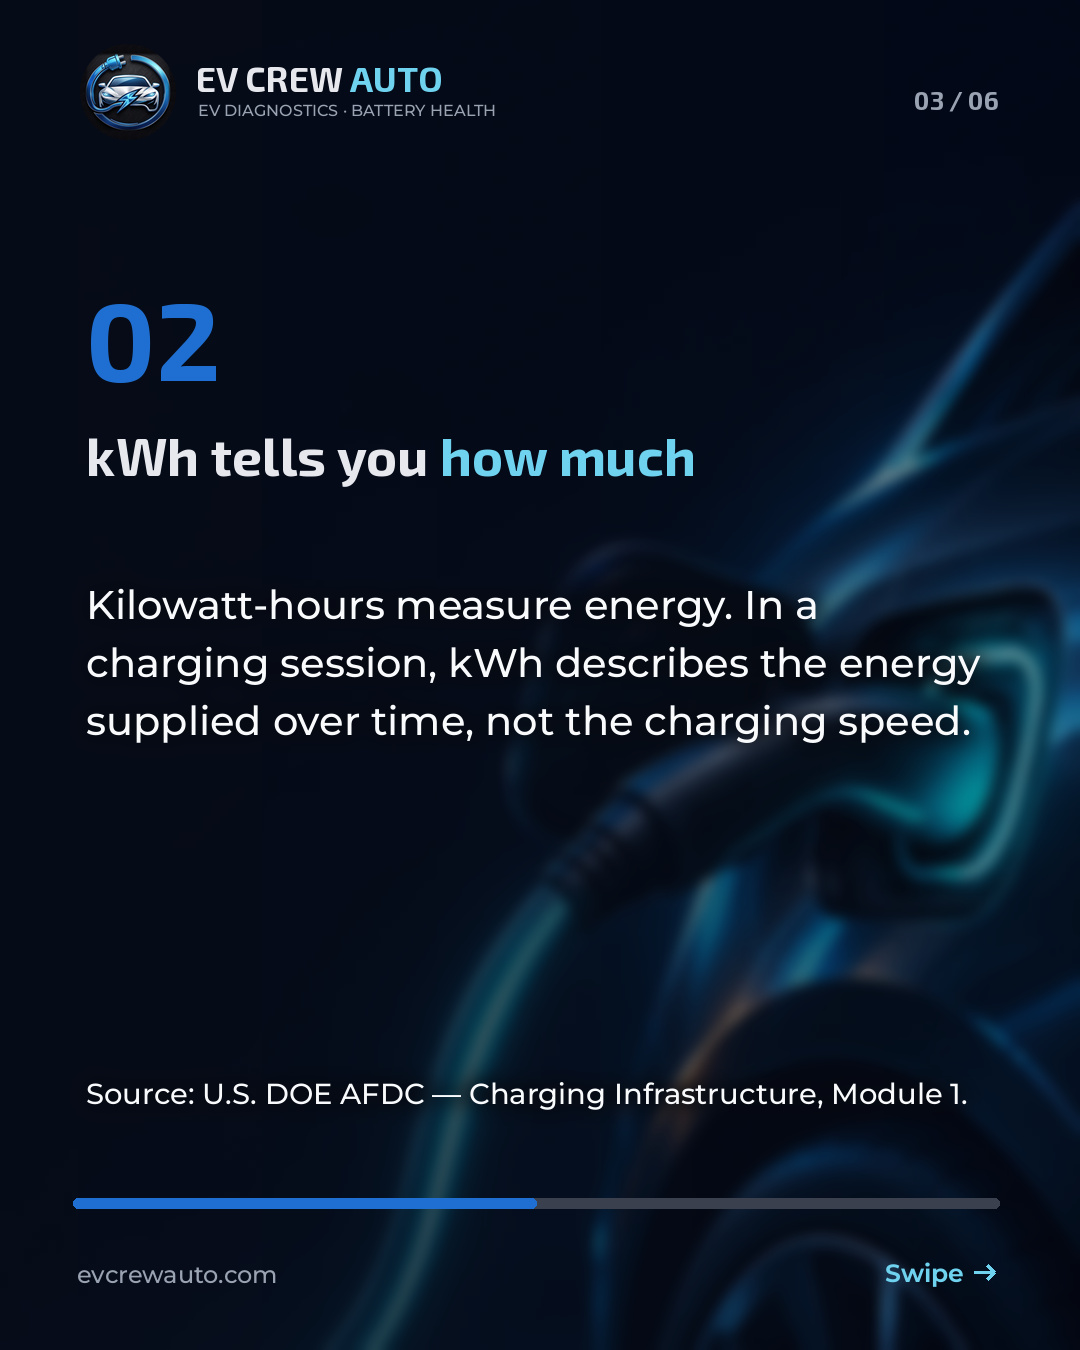 EV CREW AUTO
EV DIAGNOSTICS · BATTERY HEALTH
03 / 06
02
kWh tells you how much
Kilowatt-hours measure energy. In a
charging session, kWh describes the energy
supplied over time, not the charging speed.
Source: U.S. DOE AFDC — Charging Infrastructure, Module 1.
evcrewauto.com
Swipe →